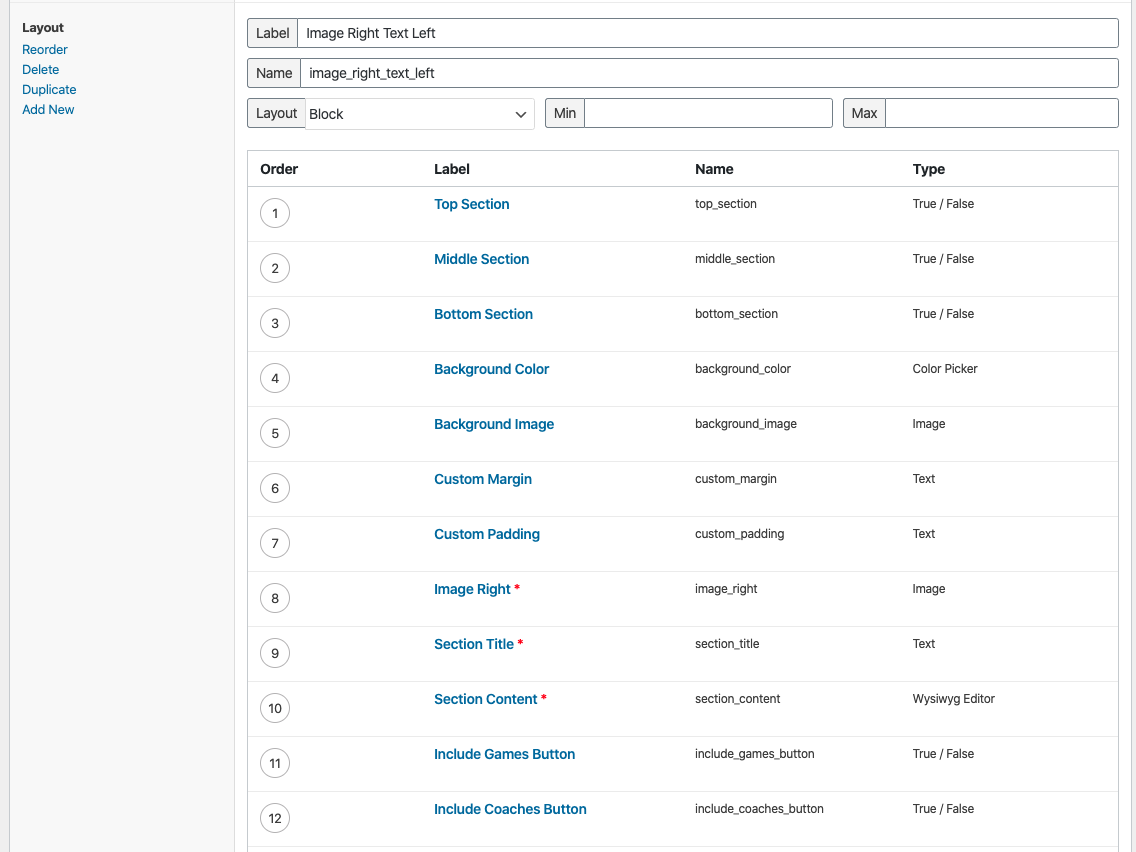 Layout
Reorder
Delete
Duplicate
Add New
Label Image Right Text Left
Name image_right_text_left
Layout Block Min Max
Order Label Name Type
1 Top Section top_section True / False
2 Middle Section middle_section True / False
3 Bottom Section bottom_section True / False
4 Background Color background_color Color Picker
5 Background Image background_image Image
6 Custom Margin custom_margin Text
7 Custom Padding custom_padding Text
8 Image Right * image_right Image
9 Section Title * section_title Text
10 Section Content * section_content Wysiwyg Editor
11 Include Games Button include_games_button True / False
12 Include Coaches Button include_coaches_button True / False